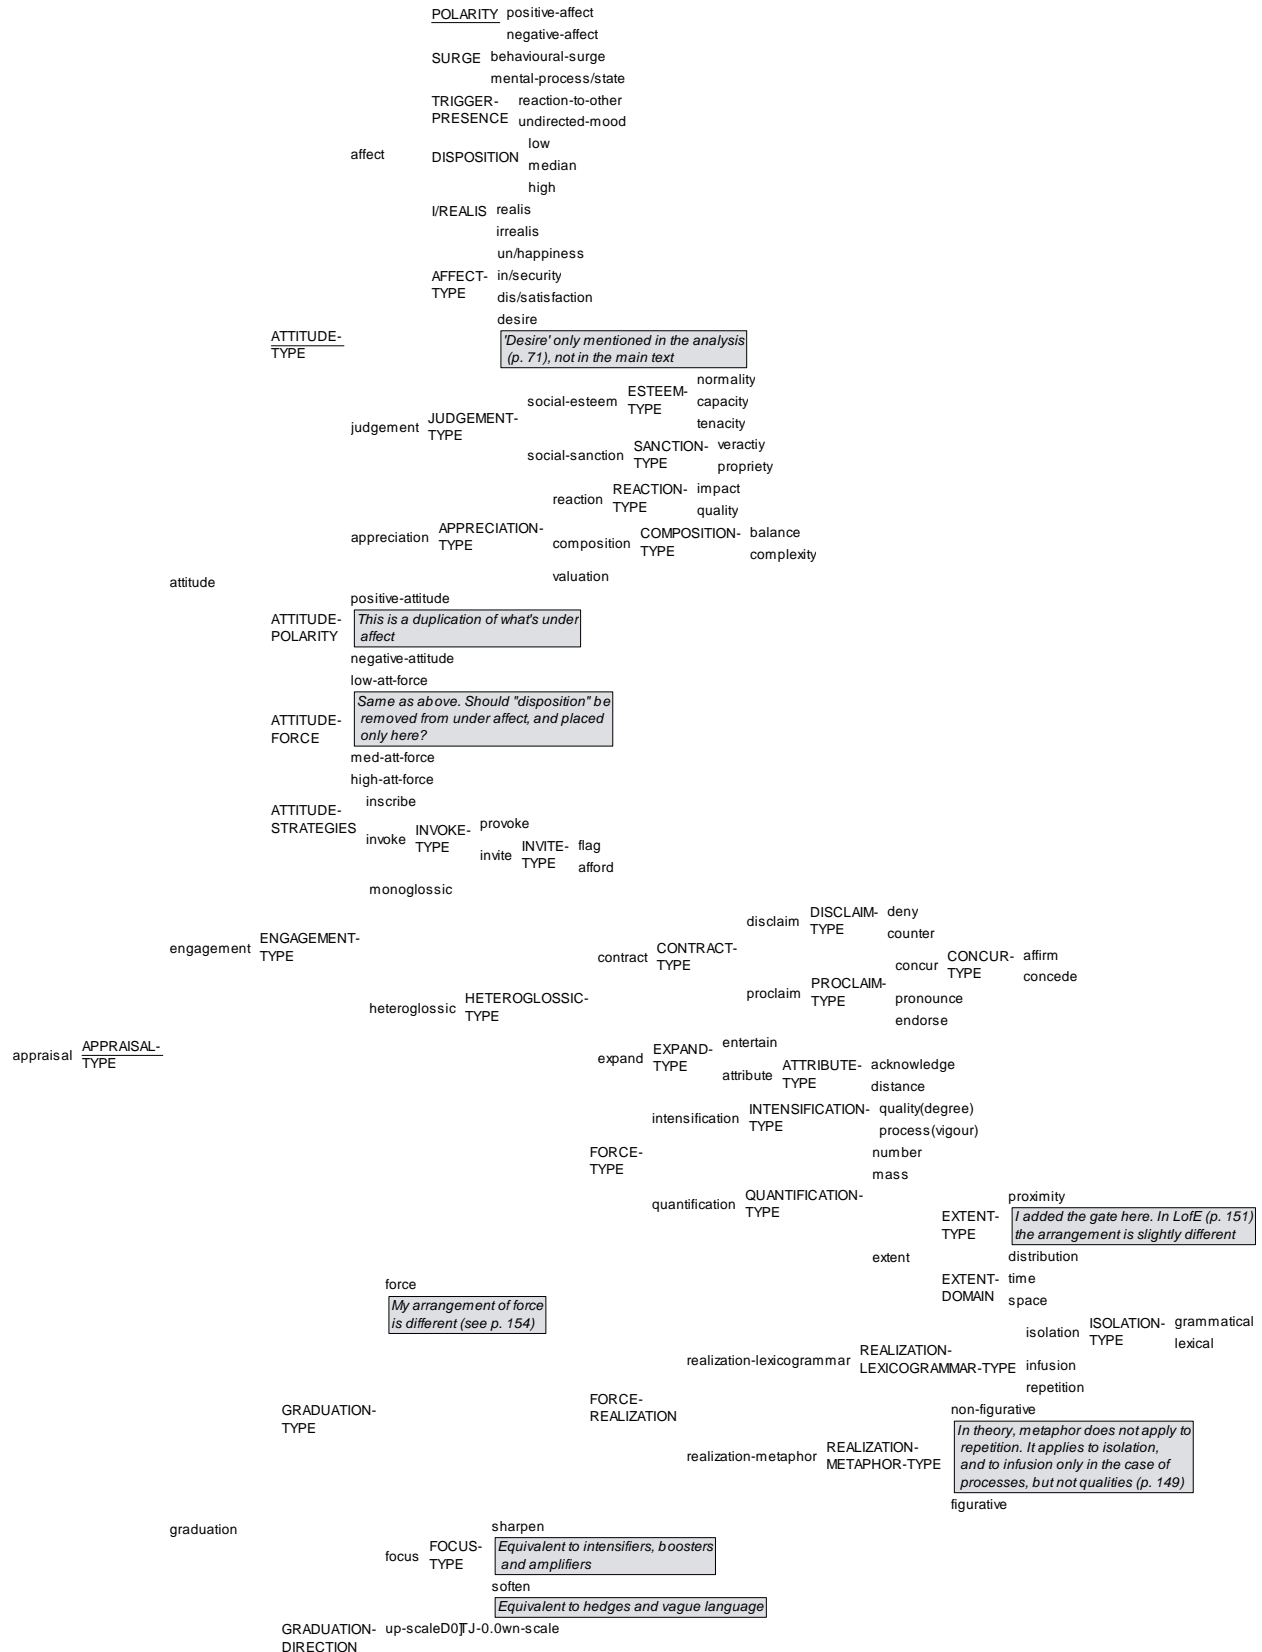 POLARITY positive-affect
negative-affect
SURGE behavioural-surge
mental-process/state
TRIGGER- reaction-to-other
PRESENCE undirected-mood
low
affect DISPOSITION median
high
I/REALIS realis
irrealis
un/happiness
AFFECT- in/security
TYPE dis/satisfaction
desire
'Desire' only mentioned in the analysis
(p. 71), not in the main text
ATTITUDE-
TYPE
normality
social-esteem ESTEEM- capacity
TYPE tenacity
judgement JUDGEMENT-
TYPE
social-sanction SANCTION- veractiy
TYPE propriety
reaction REACTION- impact
TYPE quality
appreciation APPRECIATION-
TYPE
composition COMPOSITION- balance
TYPE complexity
valuation
attitude
positive-attitude
ATTITUDE-
POLARITY
This is a duplication of what's under
affect
negative-attitude
low-att-force
Same as above. Should "disposition" be
removed from under affect, and placed
only here?
ATTITUDE-
FORCE
med-att-force
high-att-force
inscribe
ATTITUDE-
STRATEGIES
invoke INVOKE- provoke
TYPE
invite INVITE- flag
TYPE afford
monoglossic
engagement ENGAGEMENT-
TYPE
disclaim DISCLAIM- deny
TYPE counter
contract CONTRACT-
TYPE
concur CONCUR- affirm
TYPE concede
proclaim PROCLAIM-
TYPE pronounce
endorse
heteroglossic HETEROGLOSSIC-
TYPE
expand EXPAND- entertain
TYPE
attribute ATTRIBUTE- acknowledge
TYPE distance
appraisal APPRAISAL-
TYPE
intensification INTENSIFICATION- quality(degree)
TYPE process(vigour)
FORCE-
TYPE
number
mass
quantification QUANTIFICATION-
TYPE
proximity
EXTENT-
TYPE
I added the gate here. In LofE (p. 151)
the arrangement is slightly different
extent
distribution
EXTENT- time
DOMAIN space
force
My arrangement of force
is different (see p. 154)
isolation ISOLATION- grammatical
TYPE lexical
realization-lexicogrammar REALIZATION-
LEXICOGRAMMAR-TYPE infusion
repetition
FORCE-
REALIZATION
GRADUATION-
TYPE
non-figurative
In theory, metaphor does not apply to
repetition. It applies to isolation,
and to infusion only in the case of
processes, but not qualities (p. 149)
realization-metaphor REALIZATION-
METAPHOR-TYPE
figurative
graduation
sharpen
focus FOCUS-
TYPE
Equivalent to intensifiers, boosters
and amplifiers
soften
Equivalent to hedges and vague language
GRADUATION- up-scaleD0]TJ-0.0wn-scale
DIRECTION